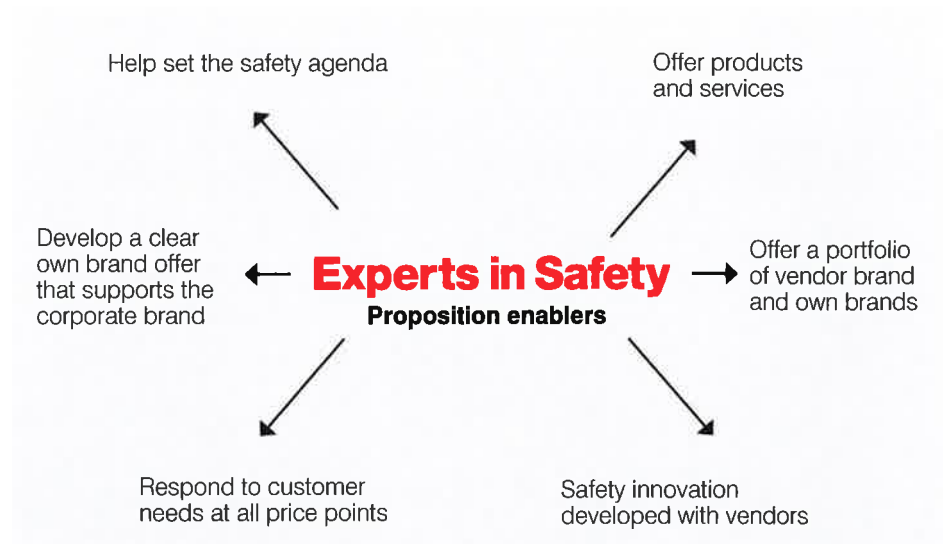 Help set the safety agenda
Offer products
and services
Develop a clear
own brand offer
that supports the
corporate brand
Experts in Safety
Proposition enablers
Offer a portfolio
of vendor brand
and own brands
Respond to customer
needs at all price points
Safety innovation
developed with vendors